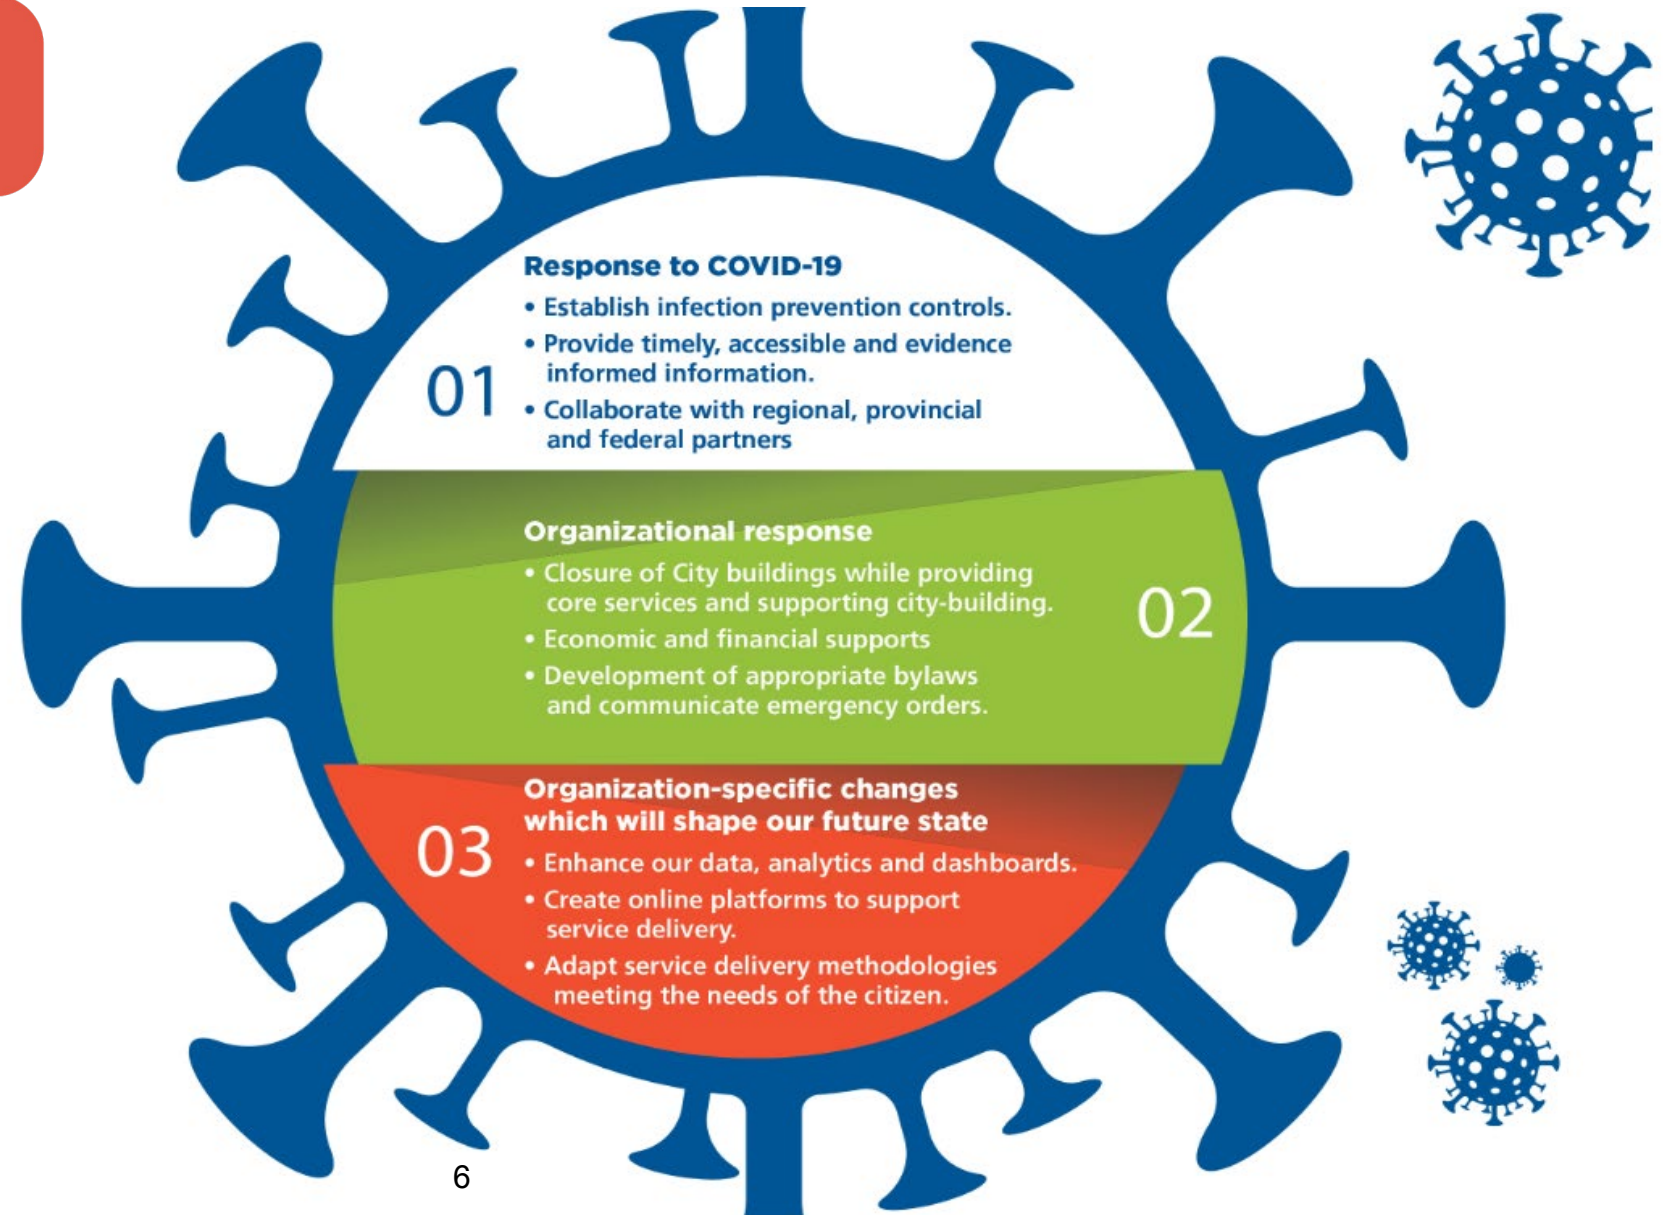 Response to COVID-19
• Establish infection prevention controls.
• Provide timely, accessible and evidence
informed information.
01
• Collaborate with regional, provincial
and federal partners
Organizational response
• Closure of City buildings while providing
core services and supporting city-building.
02
• Economic and financial supports
• Development of appropriate bylaws
and communicate emergency orders.
Organization-specific changes
which will shape our future state
03
• Enhance our data, analytics and dashboards.
• Create online platforms to support
service delivery.
• Adapt service delivery methodologies
meeting the needs of the citizen.
6